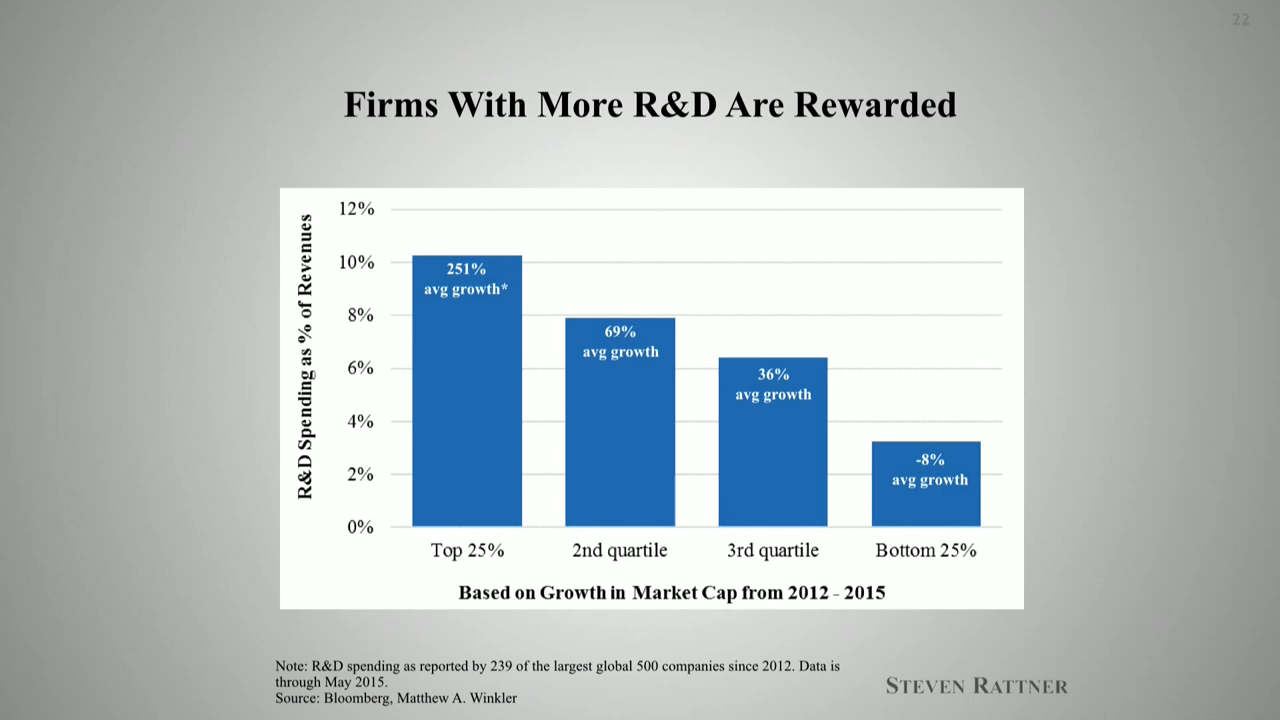 22
Firms With More R&D Are Rewarded
R&D Spending as % of Revenues
12%
10%
8%
6%
4%
2%
0%
251%
avg growth*
69%
avg growth
36%
avg growth
-8%
avg growth
Top 25%
2nd quartile
3rd quartile
Bottom 25%
Based on Growth in Market Cap from 2012 - 2015
Note: R&D spending as reported by 239 of the largest global 500 companies since 2012. Data is
through May 2015.
Source: Bloomberg, Matthew A. Winkler
STEVEN RATTNER